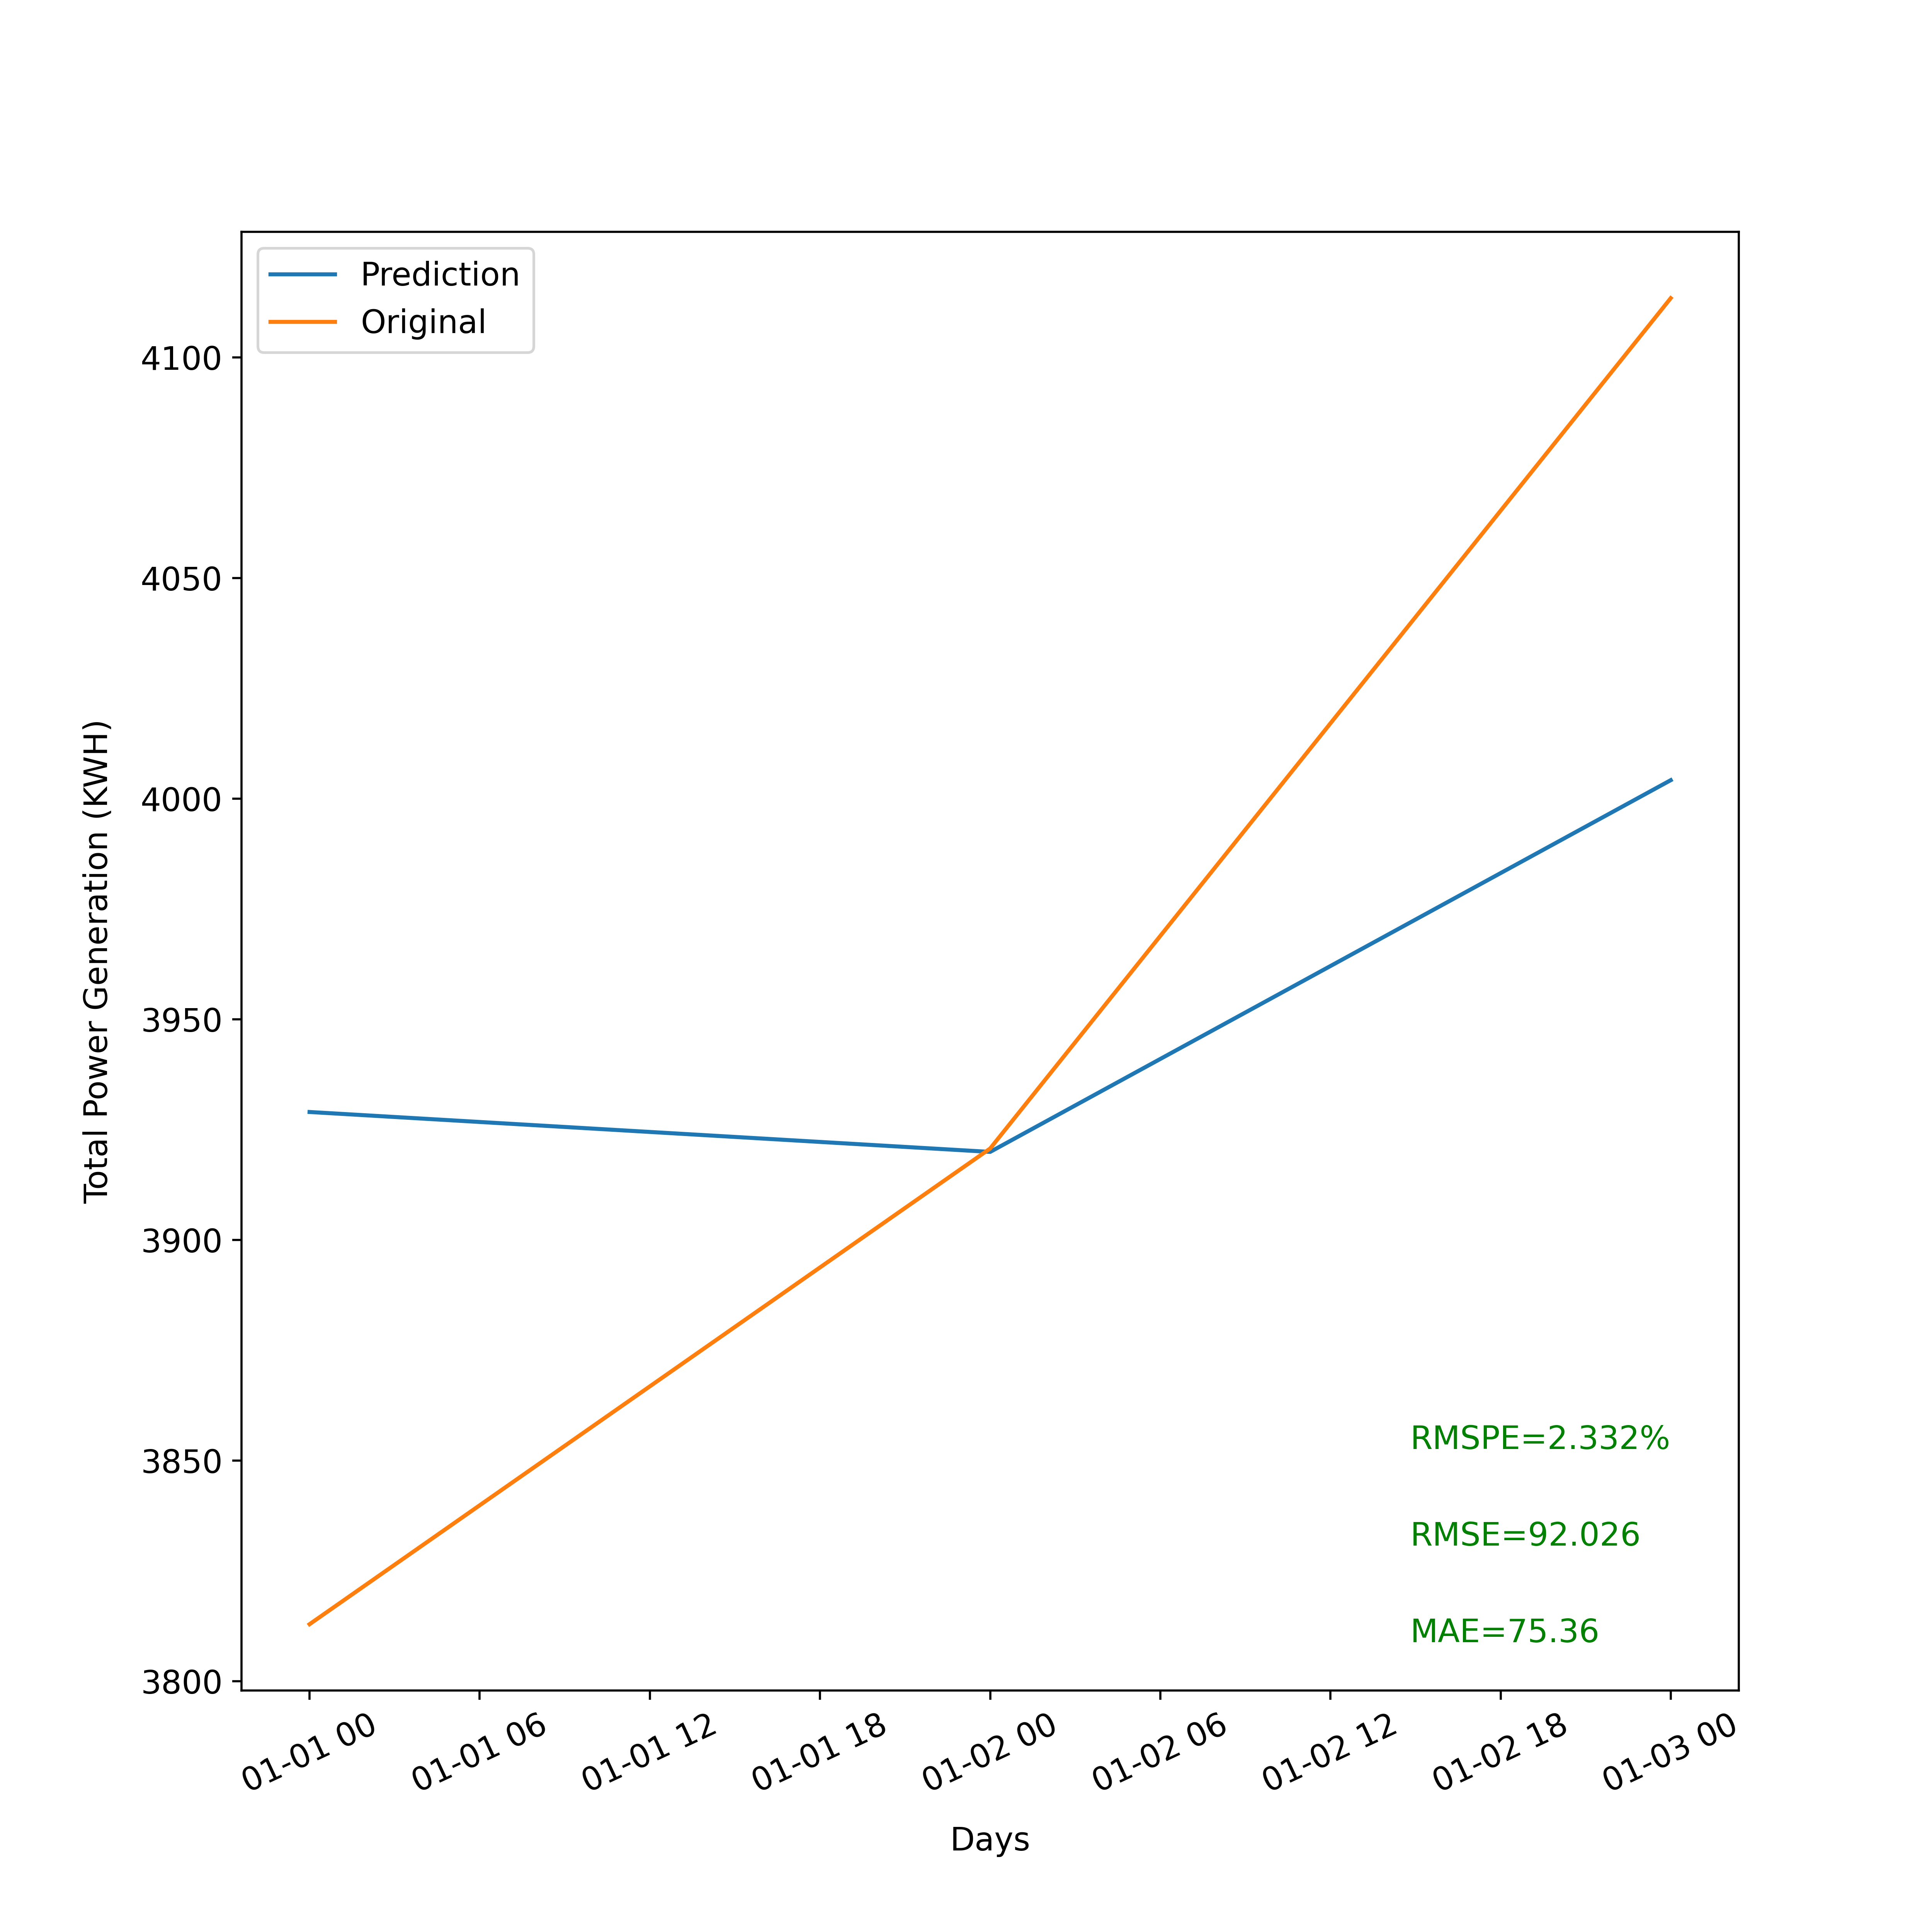 Prediction
Original
4100
4050
4000
3950
3900
3850
3800
Total Power Generation (KWH)
RMSPE=2.332%
RMSE=92.026
MAE=75.36
01-01 00
01-01 06
01-01 12
01-01 18
01-02 00
01-02 06
01-02 12
01-02 18
01-03 00
Days